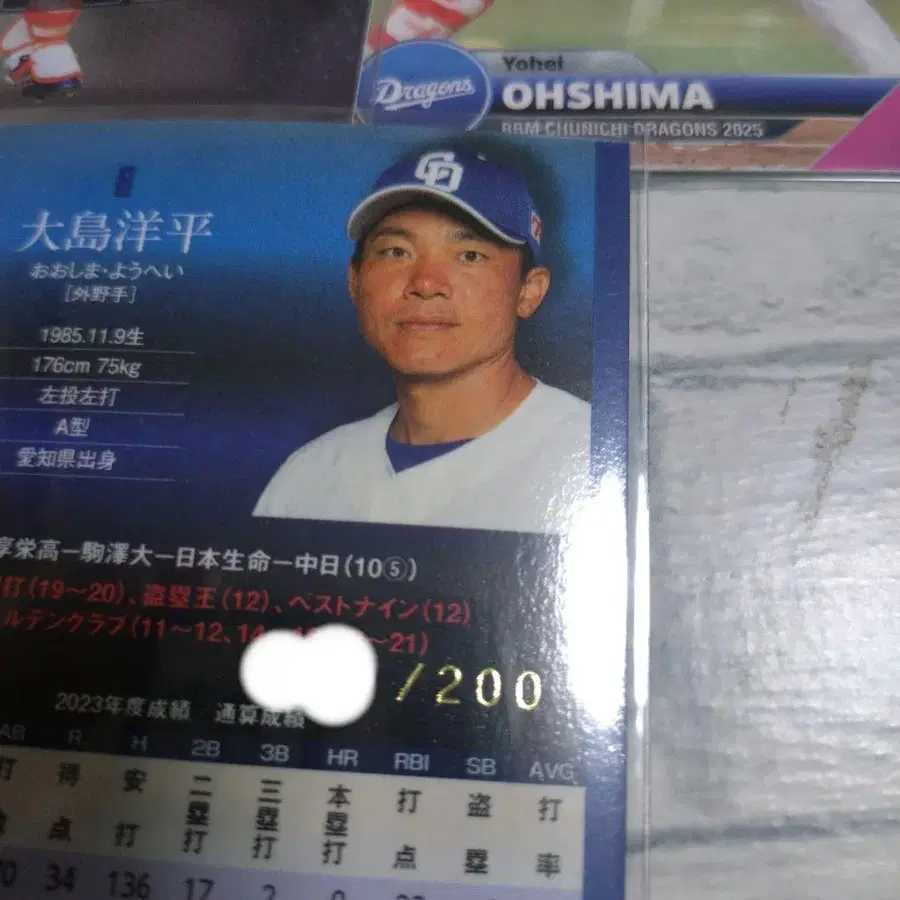 Yohei
Dragons
OHSHIMA
BBM CHUNICHI DRAGONS 2025
CD
8
大島洋平
おおしま・ようへい
[外野手]
1985.11.9生
176cm 75kg
左投左打
A型
愛知県出身
享栄高ー駒澤大ー日本生命ー中日(10⑤)
打(19〜20)、盗塁王(12)、ベストナイン(12)
ルデングラブ(11〜12、14 〜21)
/200
2023年度成績 通算成績
AB R H 2B 3B HR RBI SB AVG
打 得点 安打 二塁打 三塁打 本塁打 打点 盗塁 打率
34 136 17 2 0